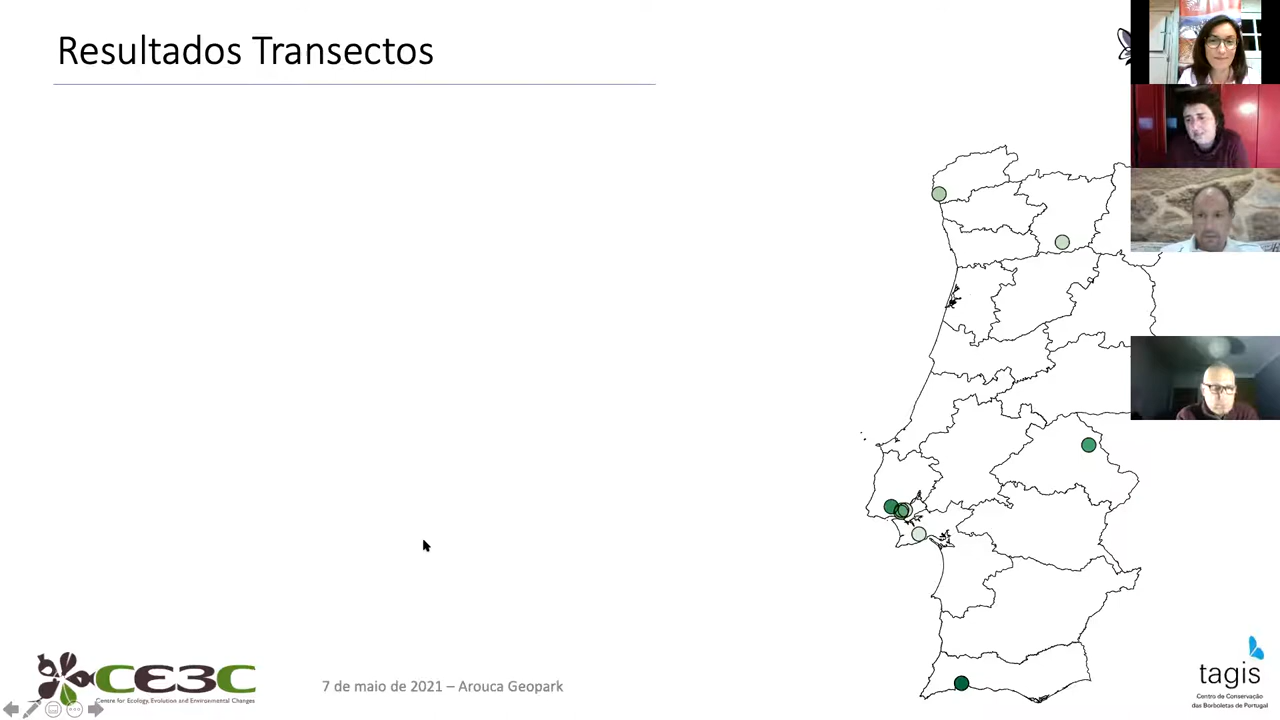 Resultados Transectos
CE3C
Centre for Ecology, Evolution and Environmental Changes
7 de maio de 2021 – Arouca Geopark
tagis
Centro de Conservação
das Borboletas de Portugal